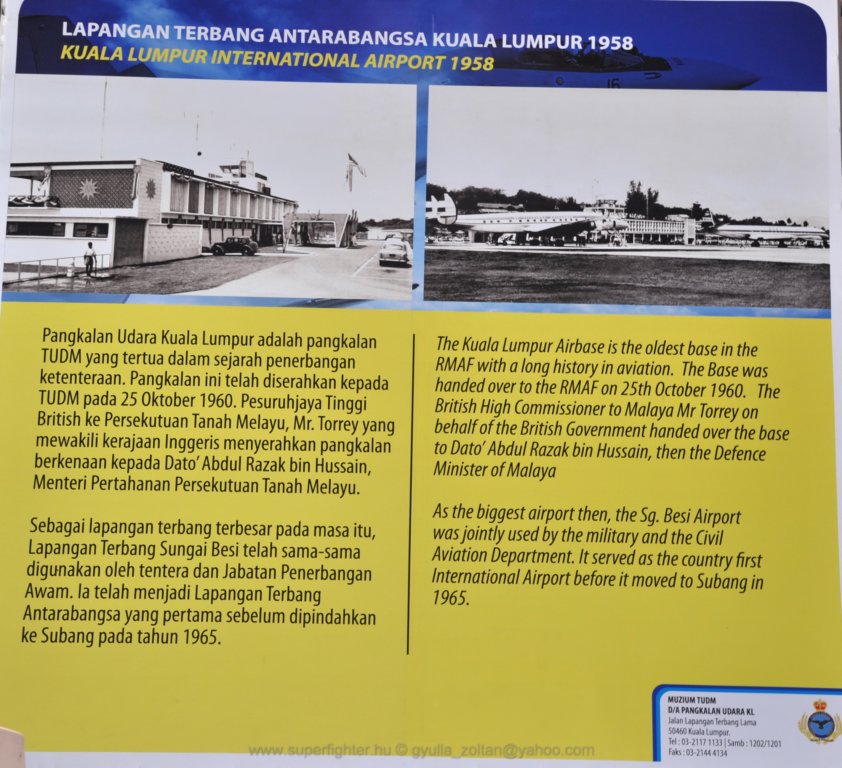 LAPANGAN TERBANG ANTARABANGSA KUALA LUMPUR 1958
KUALA LUMPUR INTERNATIONAL AIRPORT 1958
16
Pangkalan Udara Kuala Lumpur adalah pangkalan
TUDM yang tertua dalam sejarah penerbangan
ketenteraan. Pangkalan ini telah diserahkan kepada
TUDM pada 25 Oktober 1960. Pesuruhjaya Tinggi
British ke Persekutuan Tanah Melayu, Mr. Torrey yang
mewakili kerajaan Inggeris menyerahkan pangkalan
berkenaan kepada Dato' Abdul Razak bin Hussain,
Menteri Pertahanan Persekutuan Tanah Melayu.
Sebagai lapangan terbang terbesar pada masa itu,
Lapangan Terbang Sungai Besi telah sama-sama
digunakan oleh tentera dan Jabatan Penerbangan
Awam. Ia telah menjadi Lapangan Terbang
Antarabangsa yang pertama sebelum dipindahkan
ke Subang pada tahun 1965.
The Kuala Lumpur Airbase is the oldest base in the
RMAF with a long history in aviation. The Base was
handed over to the RMAF on 25th October 1960. The
British High Commissioner to Malaya Mr Torrey on
behalf of the British Government handed over the base
to Dato' Abdul Razak bin Hussain, then the Defence
Minister of Malaya
As the biggest airport then, the Sg. Besi Airport
was jointly used by the military and the Civil
Aviation Department. It served as the country first
International Airport before it moved to Subang in
1965.
MUZIUM TUDM
D/A PANGKALAN UDARA KL
Jalan Lapangan Terbang Lama
50460 Kuala Lumpur.
Tel : 03-2117 1133 | Samb : 1202/1201
Faks : 03-2144 4134
www.superfighter.hu © gyulla_zoltan@yahoo.com